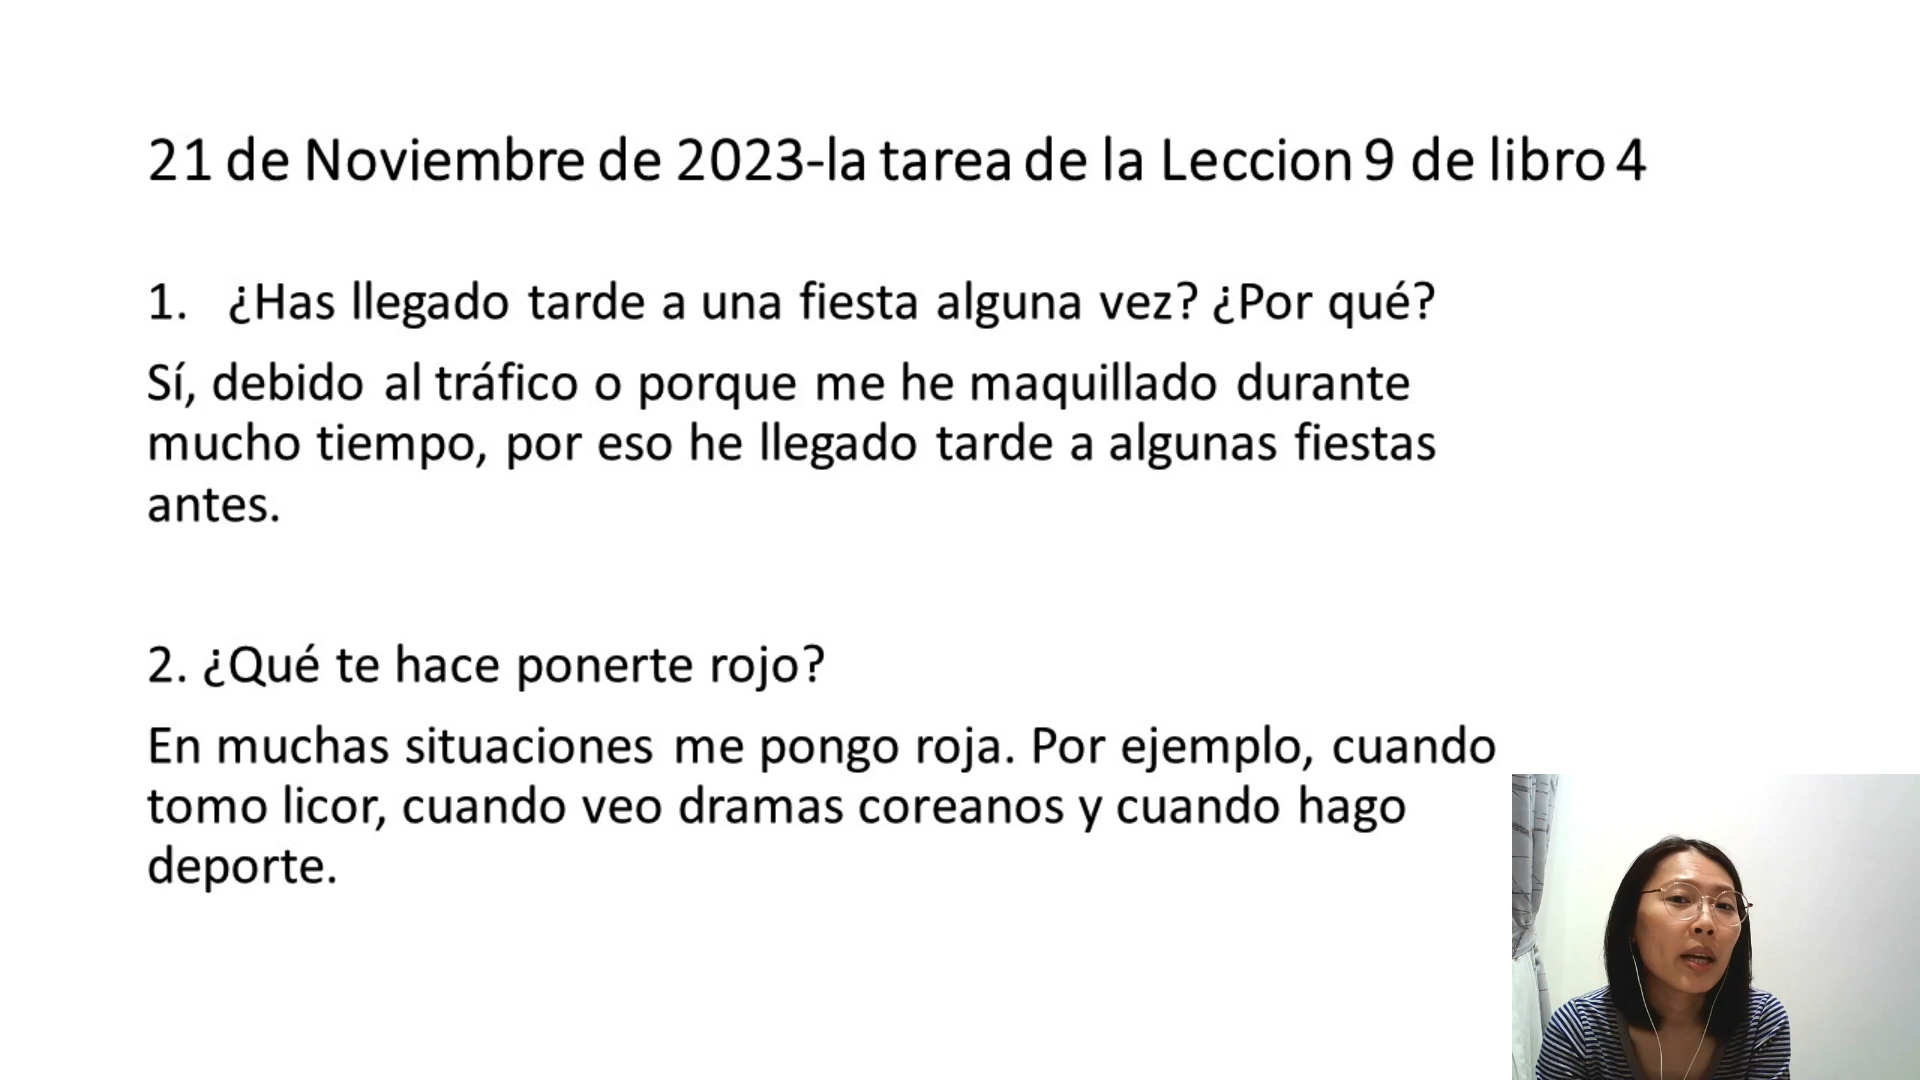 21 de Noviembre de 2023-la tarea de la Leccion 9 de libro 4
1. ¿Has llegado tarde a una fiesta alguna vez? ¿Por qué?
Sí, debido al tráfico o porque me he maquillado durante
mucho tiempo, por eso he llegado tarde a algunas fiestas
antes.
2. ¿Qué te hace ponerte rojo?
En muchas situaciones me pongo roja. Por ejemplo, cuando
tomo licor, cuando veo dramas coreanos y cuando hago
deporte.